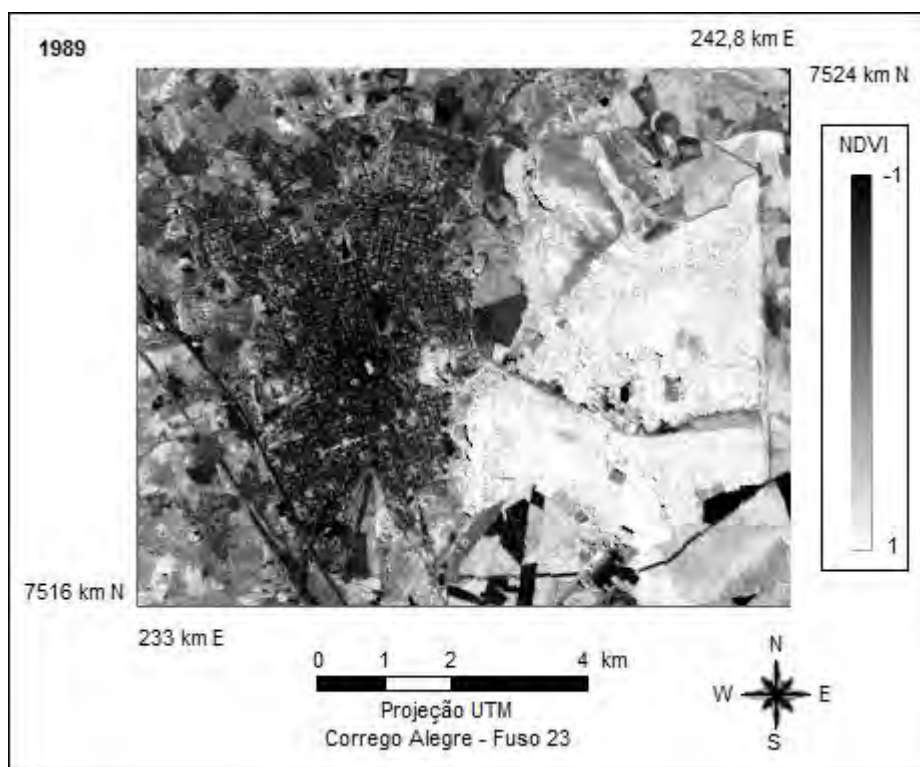 1989
242,8 km E
7524 km N
NDVI
-1
1
7516 km N
233 km E
0 1 2 4 km
Projeção UTM
Corrego Alegre - Fuso 23
N
W E
S